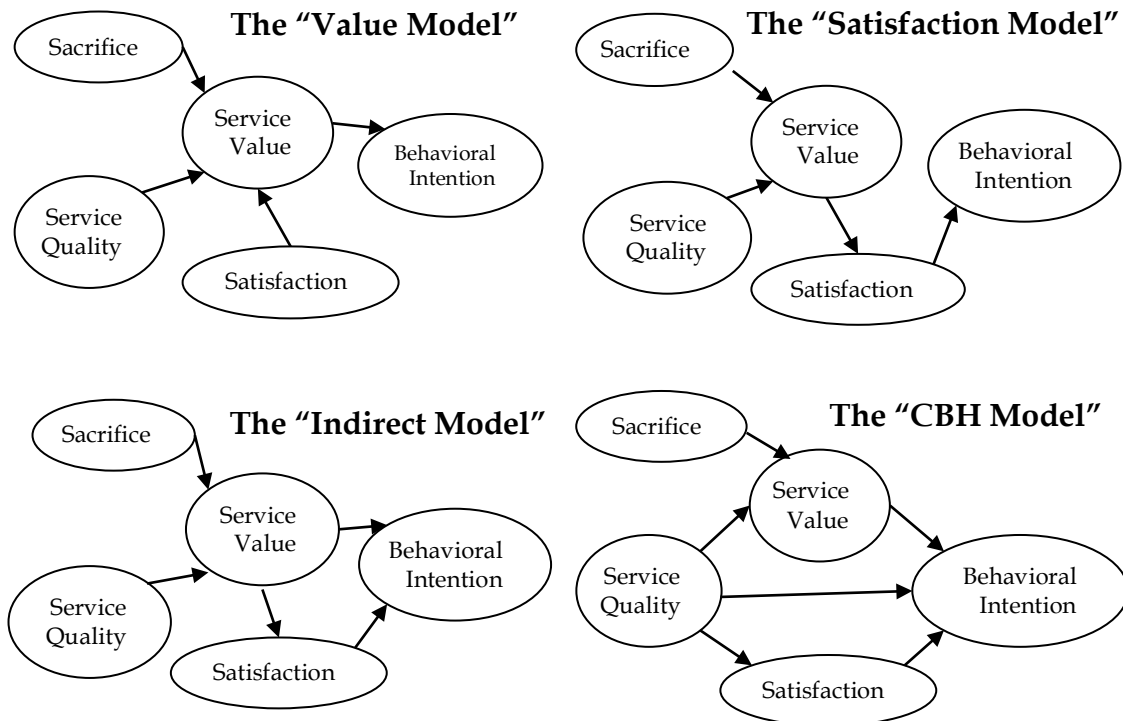 The “Value Model”
Sacrifice
Service
Value
Behavioral
Intention
Service
Quality
Satisfaction
The “Satisfaction Model”
Sacrifice
Service
Value
Behavioral
Intention
Service
Quality
Satisfaction
The “Indirect Model”
Sacrifice
Service
Value
Behavioral
Intention
Service
Quality
Satisfaction
The “CBH Model”
Sacrifice
Service
Value
Service
Quality
Behavioral
Intention
Satisfaction